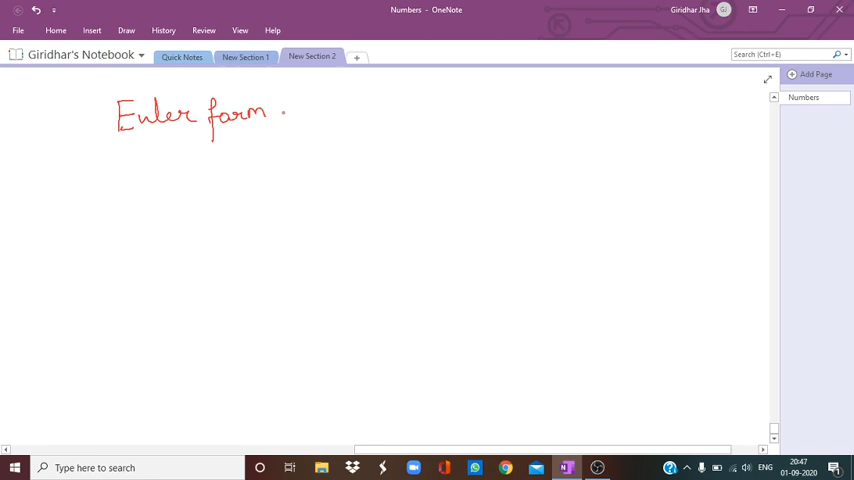 Numbers - OneNote
Giridhar Jha
GJ
File Home Insert Draw History Review View Help
Giridhar's Notebook
Quick Notes
New Section 1
New Section 2
Search (Ctrl+E)
Add Page
Numbers
Euler form
Type here to search
ENG
20:47
01-09-2020
1